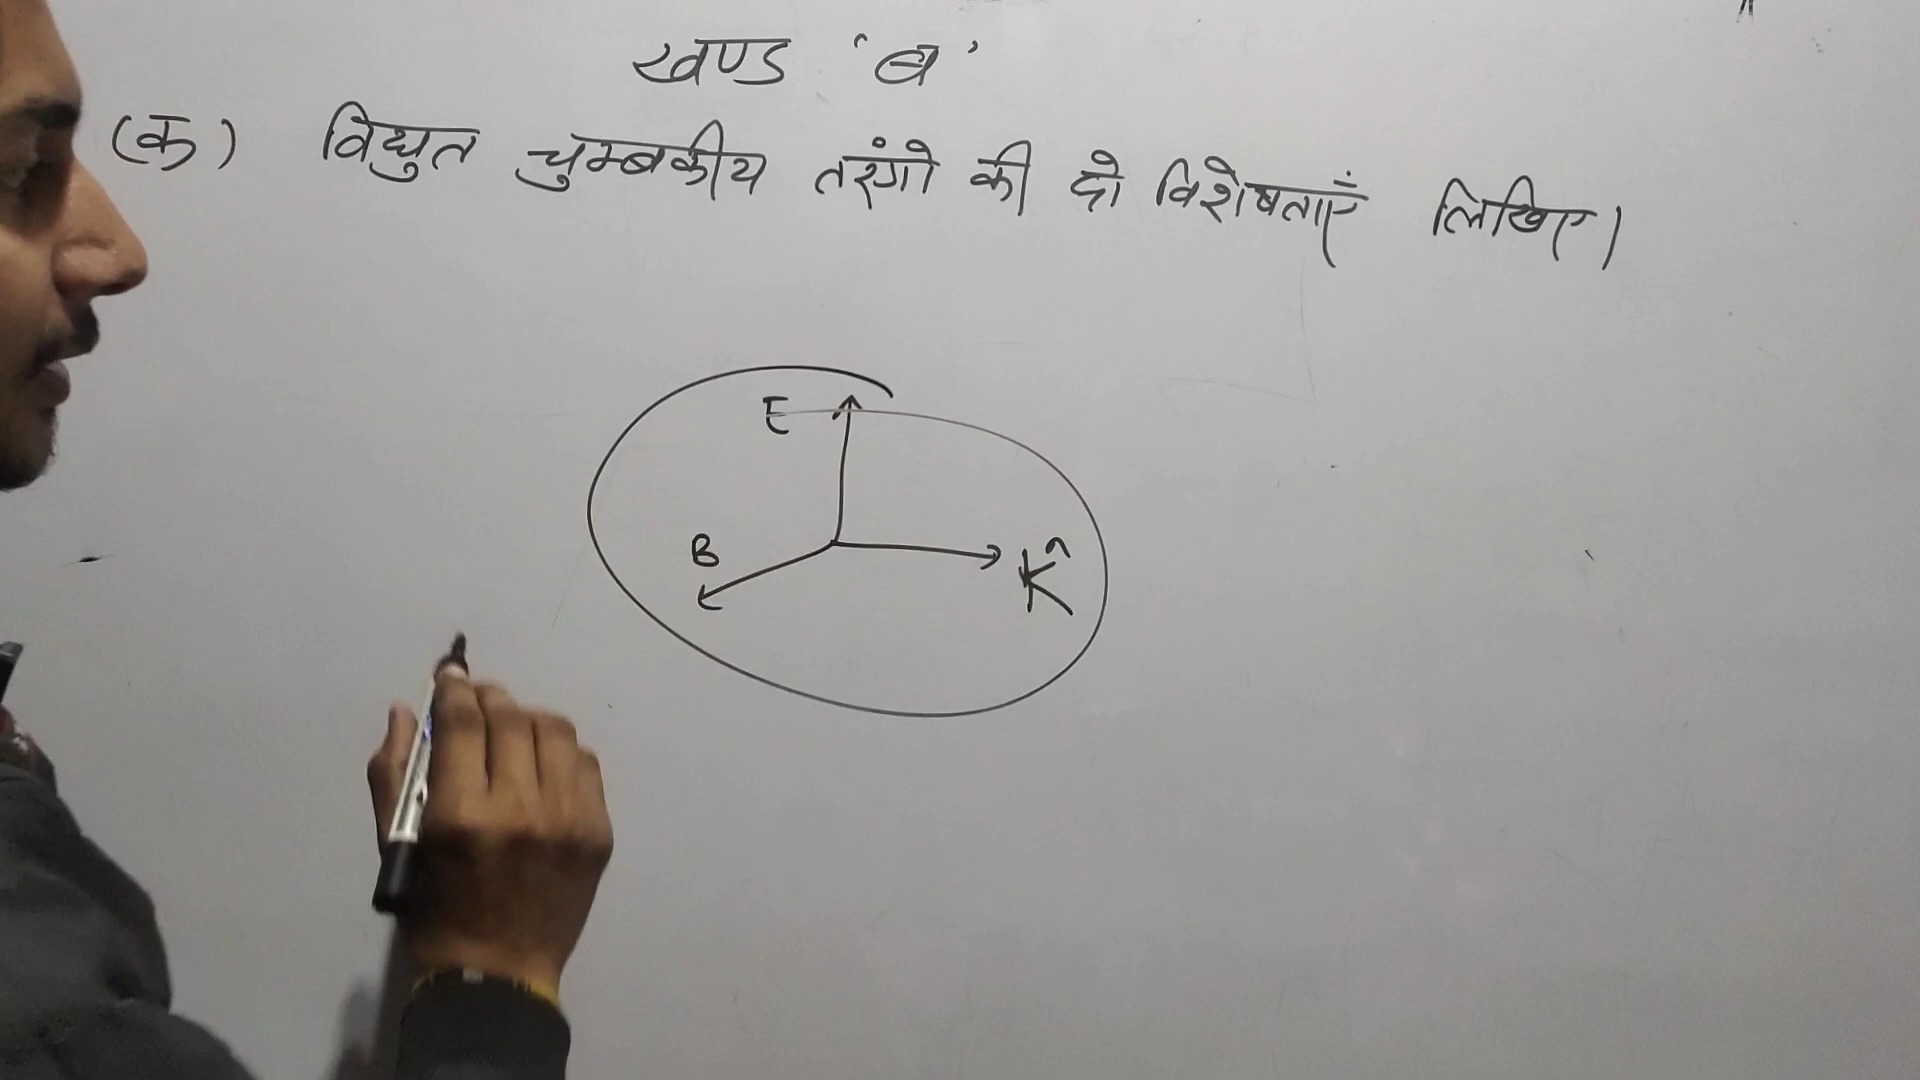 खण्ड 'ब'
(क) विद्युत चुम्बकीय तरंगो की दो विशेषताएं लिखिए।
E
B
K̂